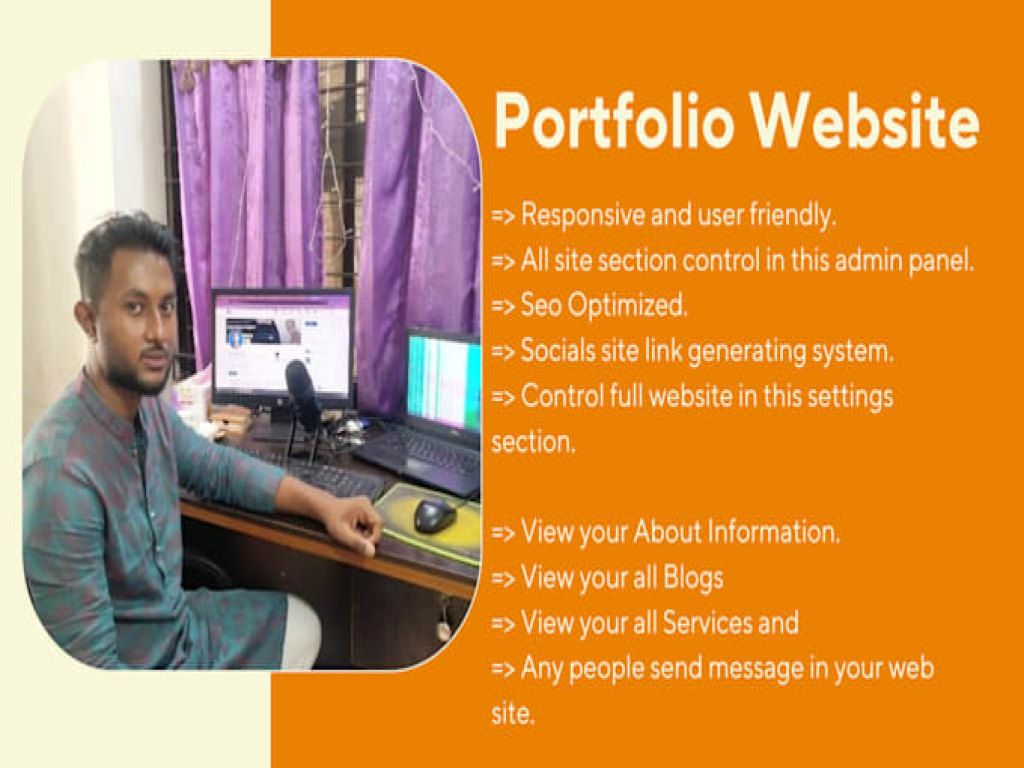 Portfolio Website
=> Responsive and user friendly.
=> All site section control in this admin panel.
=> Seo Optimized.
=> Socials site link generating system.
=> Control full website in this settings
section.
=> View your About Information.
=> View your all Blogs
=> View your all Services and
=> Any people send message in your web
site.